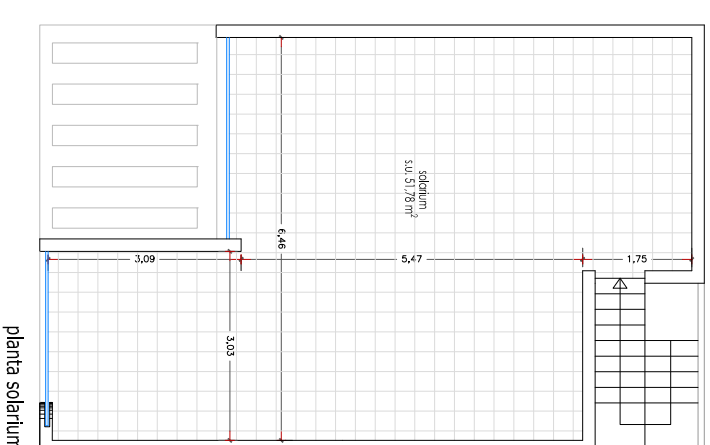 solarium
s.u. 51,78 m²
6,46
3,09
5,47
1,75
3,03
planta solarium